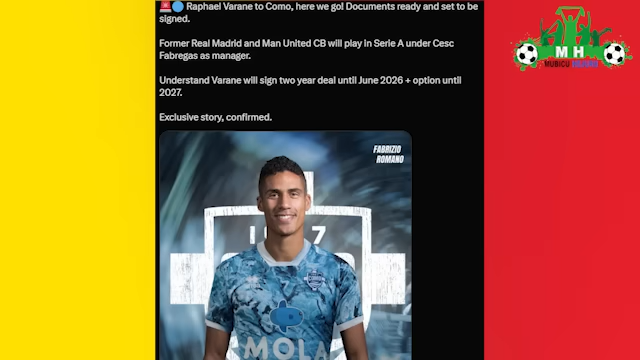 🚨🔵 Raphael Varane to Como, here we go! Documents ready and set to be
signed.
Former Real Madrid and Man United CB will play in Serie A under Cesc
Fabregas as manager.
Understand Varane will sign two year deal until June 2026 + option until
2027.
Exclusive story, confirmed.
FABRIZIO
ROMANO
MOLA
M H